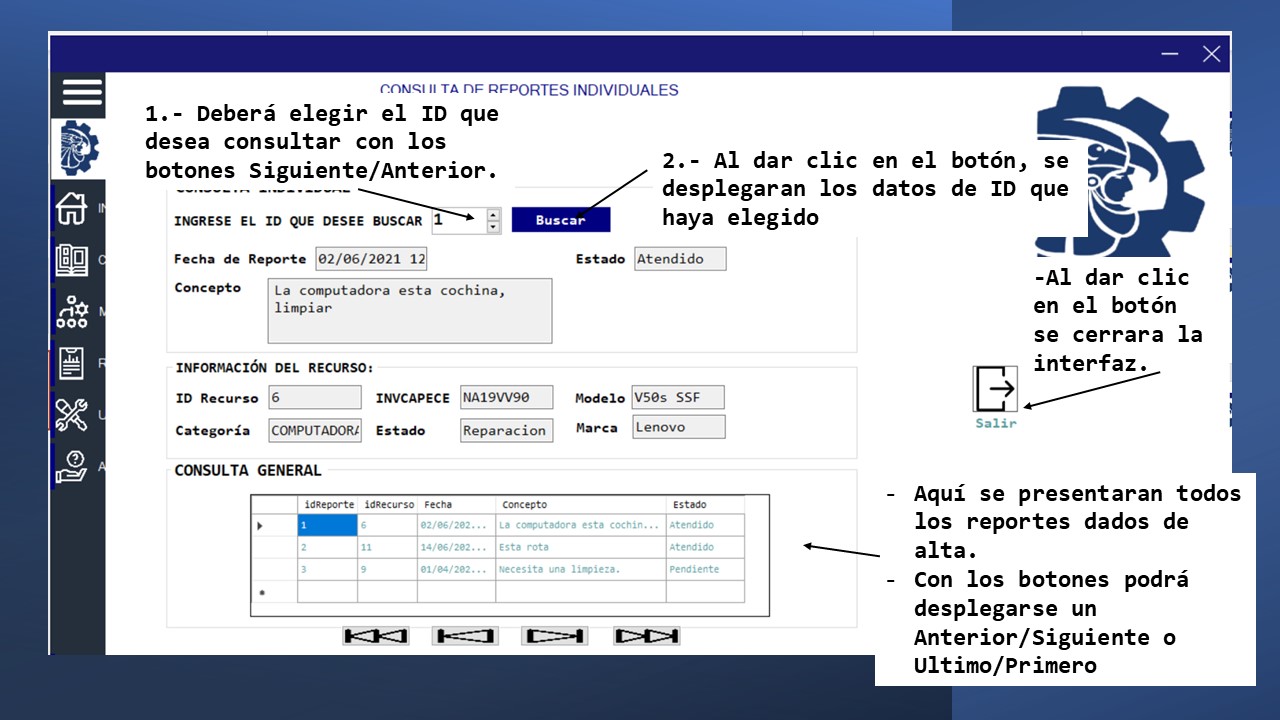 CONSULTA DE REPORTES INDIVIDUALES
1.- Deberá elegir el ID que
desea consultar con los
botones Siguiente/Anterior.
2.- Al dar clic en el botón, se
desplegaran los datos de ID que
haya elegido
CONSULTA INDIVIDUAL
INGRESE EL ID QUE DESEE BUSCAR 1 Buscar
Fecha de Reporte 02/06/2021 12 Estado Atendido
Concepto La computadora esta cochina,
limpiar
-Al dar clic
en el botón
se cerrara la
interfaz.
Salir
INFORMACIÓN DEL RECURSO:
ID Recurso 6 INVCAPECE NA19VV90 Modelo V50s SSF
Categoría COMPUTADORA Estado Reparacion Marca Lenovo
CONSULTA GENERAL
idReporte idRecurso Fecha Concepto Estado
1 6 02/06/202... La computadora esta cochin... Atendido
2 11 14/06/202... Esta rota Atendido
3 9 01/04/202... Necesita una limpieza. Pendiente
- Aquí se presentaran todos
los reportes dados de
alta.
- Con los botones podrá
desplegarse un
Anterior/Siguiente o
Ultimo/Primero